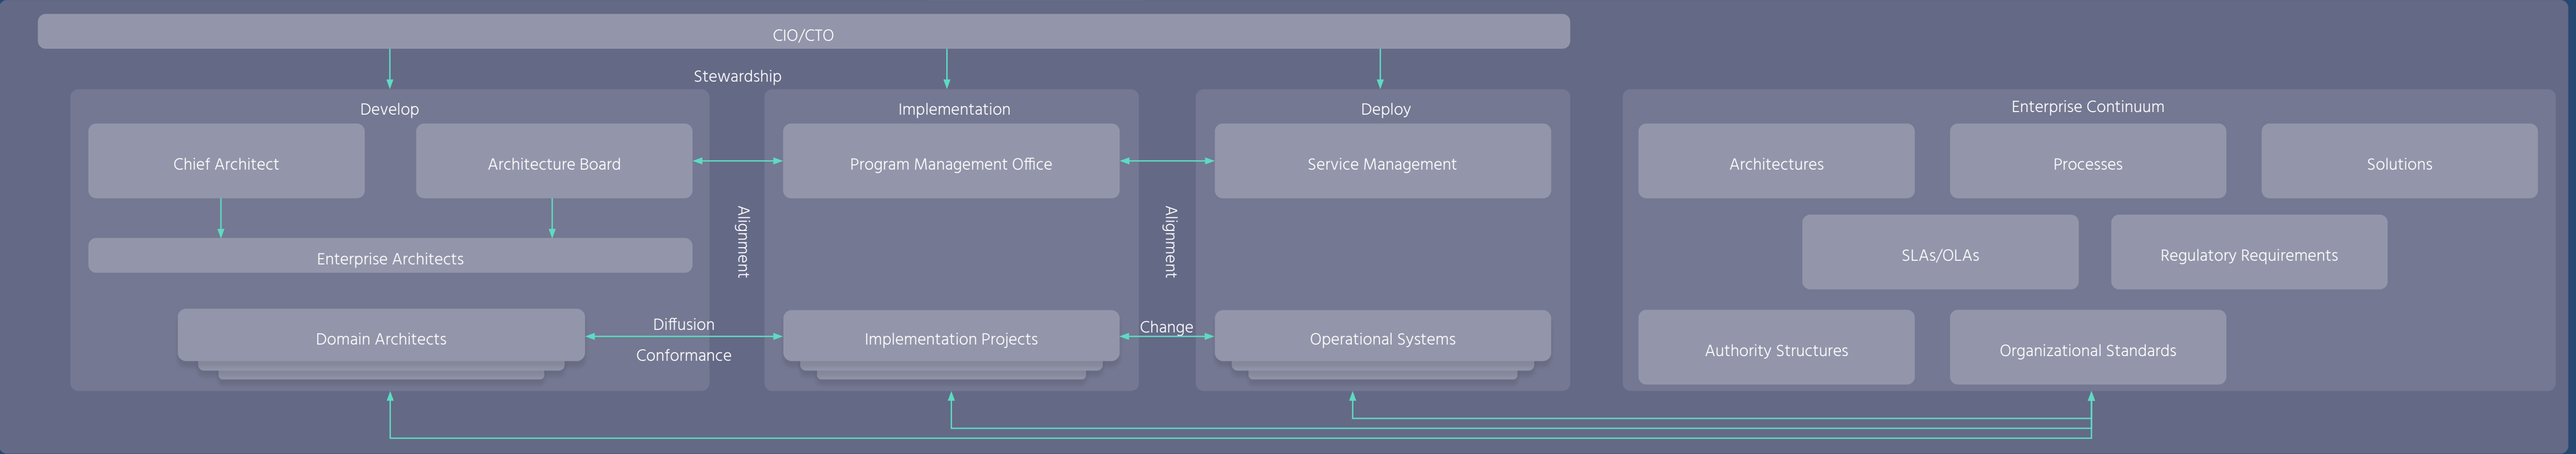 CIO/CTO
Stewardship
Develop
Implementation
Deploy
Enterprise Continuum
Chief Architect
Architecture Board
Program Management Office
Service Management
Architectures
Processes
Solutions
Alignment
Alignment
Enterprise Architects
SLAs/OLAs
Regulatory Requirements
Domain Architects
Diffusion
Conformance
Implementation Projects
Change
Operational Systems
Authority Structures
Organizational Standards